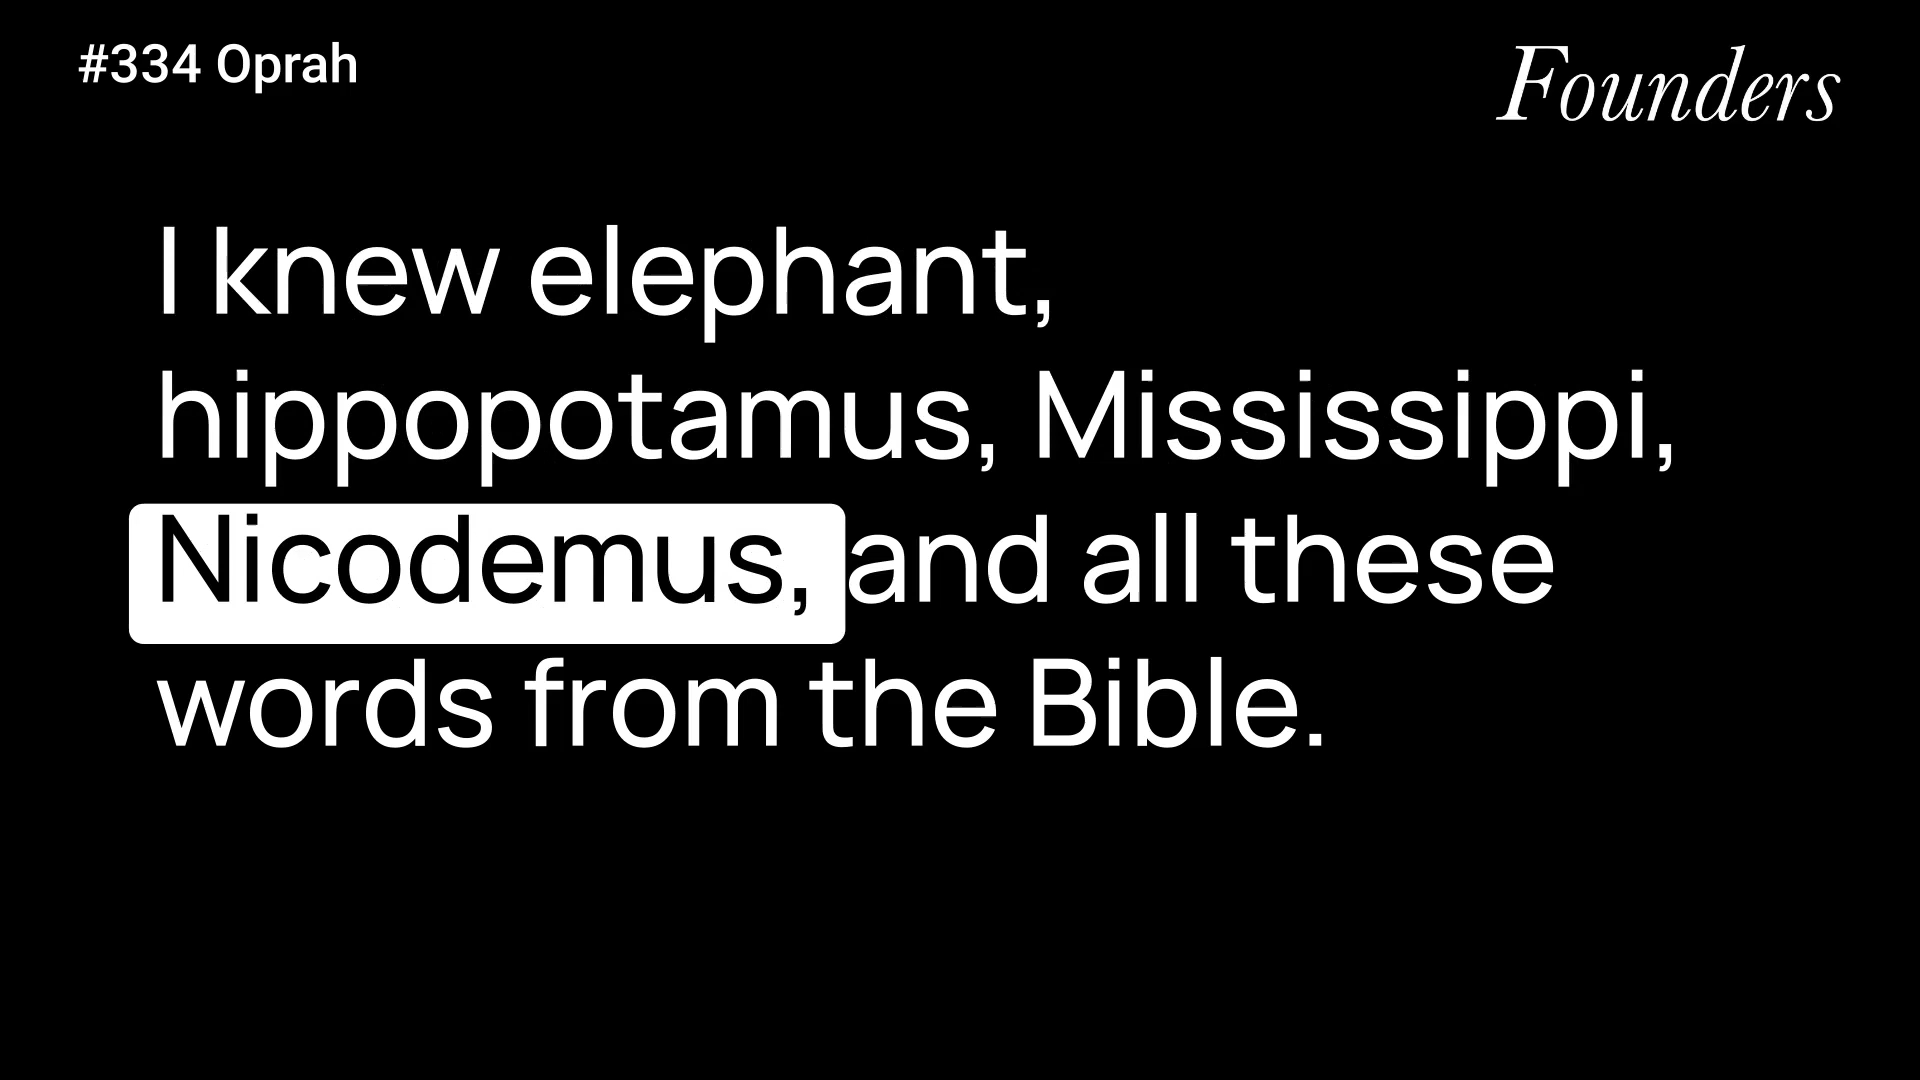 #334 Oprah
Founders
I knew elephant,
hippopotamus, Mississippi,
Nicodemus, and all these
words from the Bible.